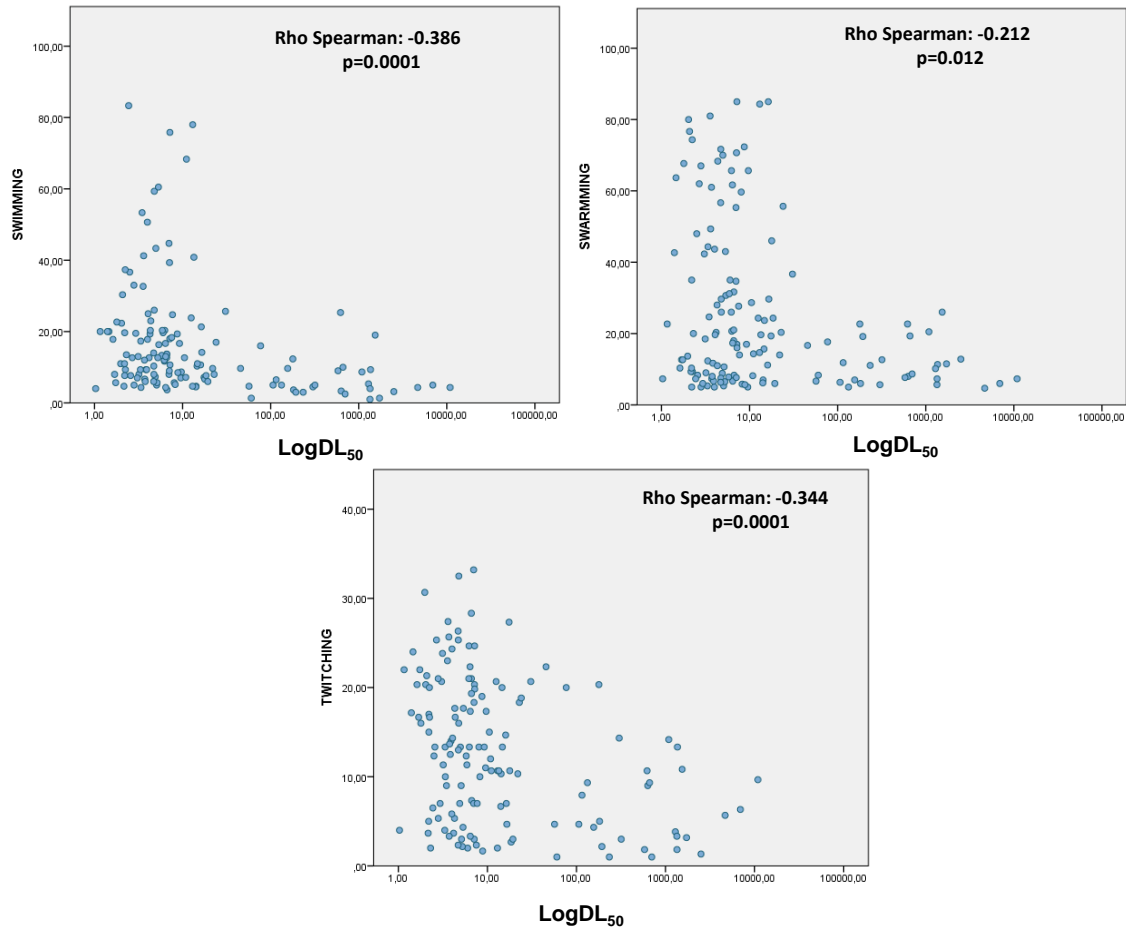 Rho Spearman: -0.386
p=0.0001
100,00
80,00
60,00
40,00
20,00
,00
SWIMMING
1,00 10,00 100,00 1000,00 10000,00 100000,00
LogDL50
Rho Spearman: -0.212
p=0.012
100,00
80,00
60,00
40,00
20,00
,00
SWARMMING
1,00 10,00 100,00 1000,00 10000,00 100000,00
LogDL50
Rho Spearman: -0.344
p=0.0001
40,00
30,00
20,00
10,00
,00
TWITCHING
1,00 10,00 100,00 1000,00 10000,00 100000,00
LogDL50